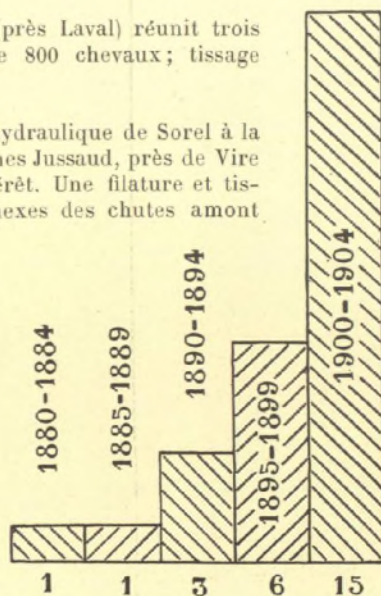 (près Laval) réunit trois
e 800 chevaux; tissage
ydraulique de Sorel à la
nes Jussaud, près de Vire
érêt. Une filature et tis-
nexes des chutes amont
1880-1884
1885-1889
1890-1894
1895-1899
1900-1904
1 1 3 6 15